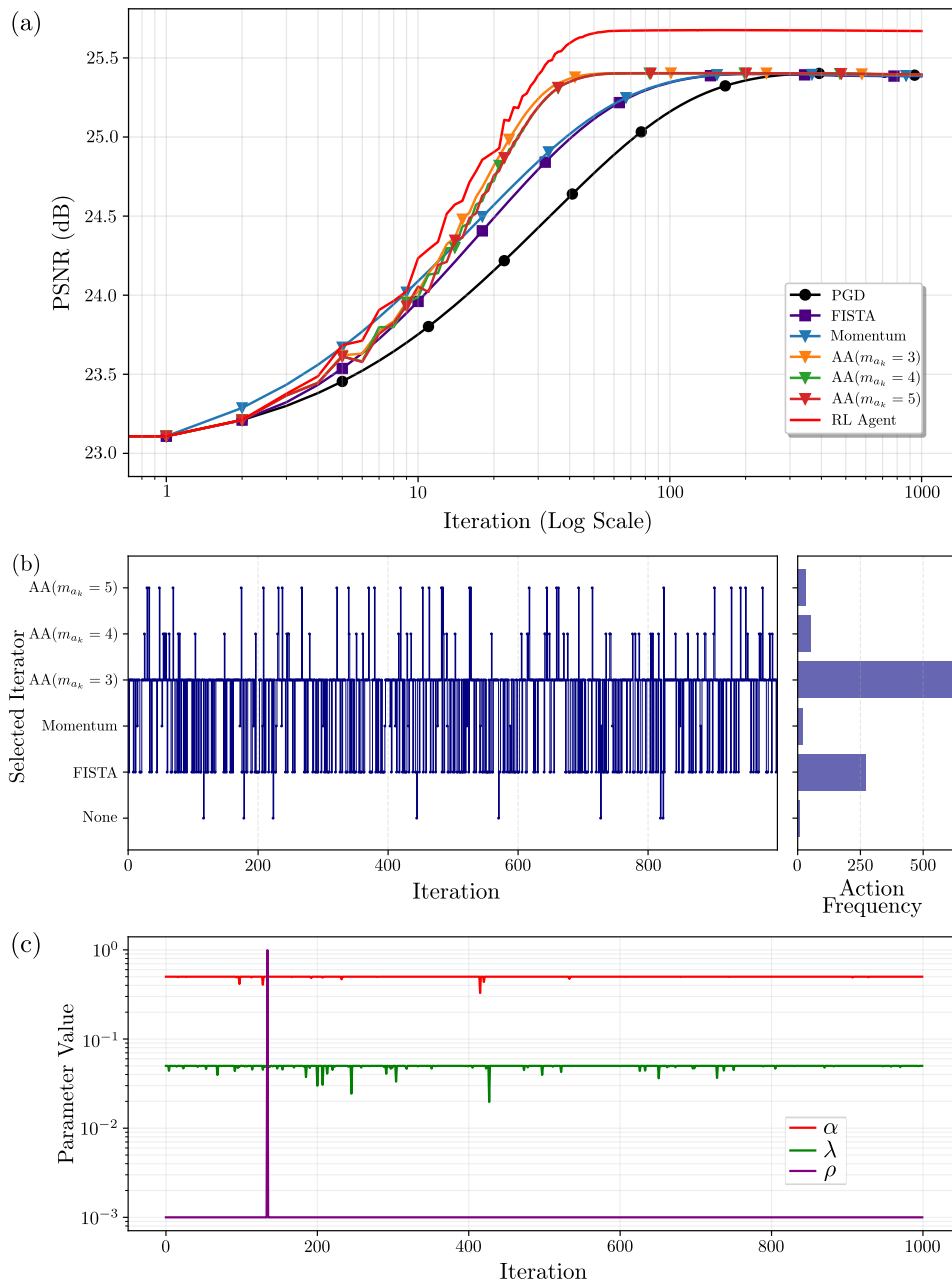 (a)
25.5
25.0
24.5
24.0
23.5
23.0
PSNR (dB)
PGD
FISTA
Momentum
AA($m_{a_k} = 3$)
AA($m_{a_k} = 4$)
AA($m_{a_k} = 5$)
RL Agent
1 10 100 1000
Iteration (Log Scale)
(b)
AA($m_{a_k} = 5$)
AA($m_{a_k} = 4$)
AA($m_{a_k} = 3$)
Momentum
FISTA
None
Selected Iterator
0 200 400 600 800
Iteration
0 250 500
Action
Frequency
(c)
$10^0$
$10^{-1}$
$10^{-2}$
$10^{-3}$
Parameter Value
α
λ
ρ
0 200 400 600 800 1000
Iteration